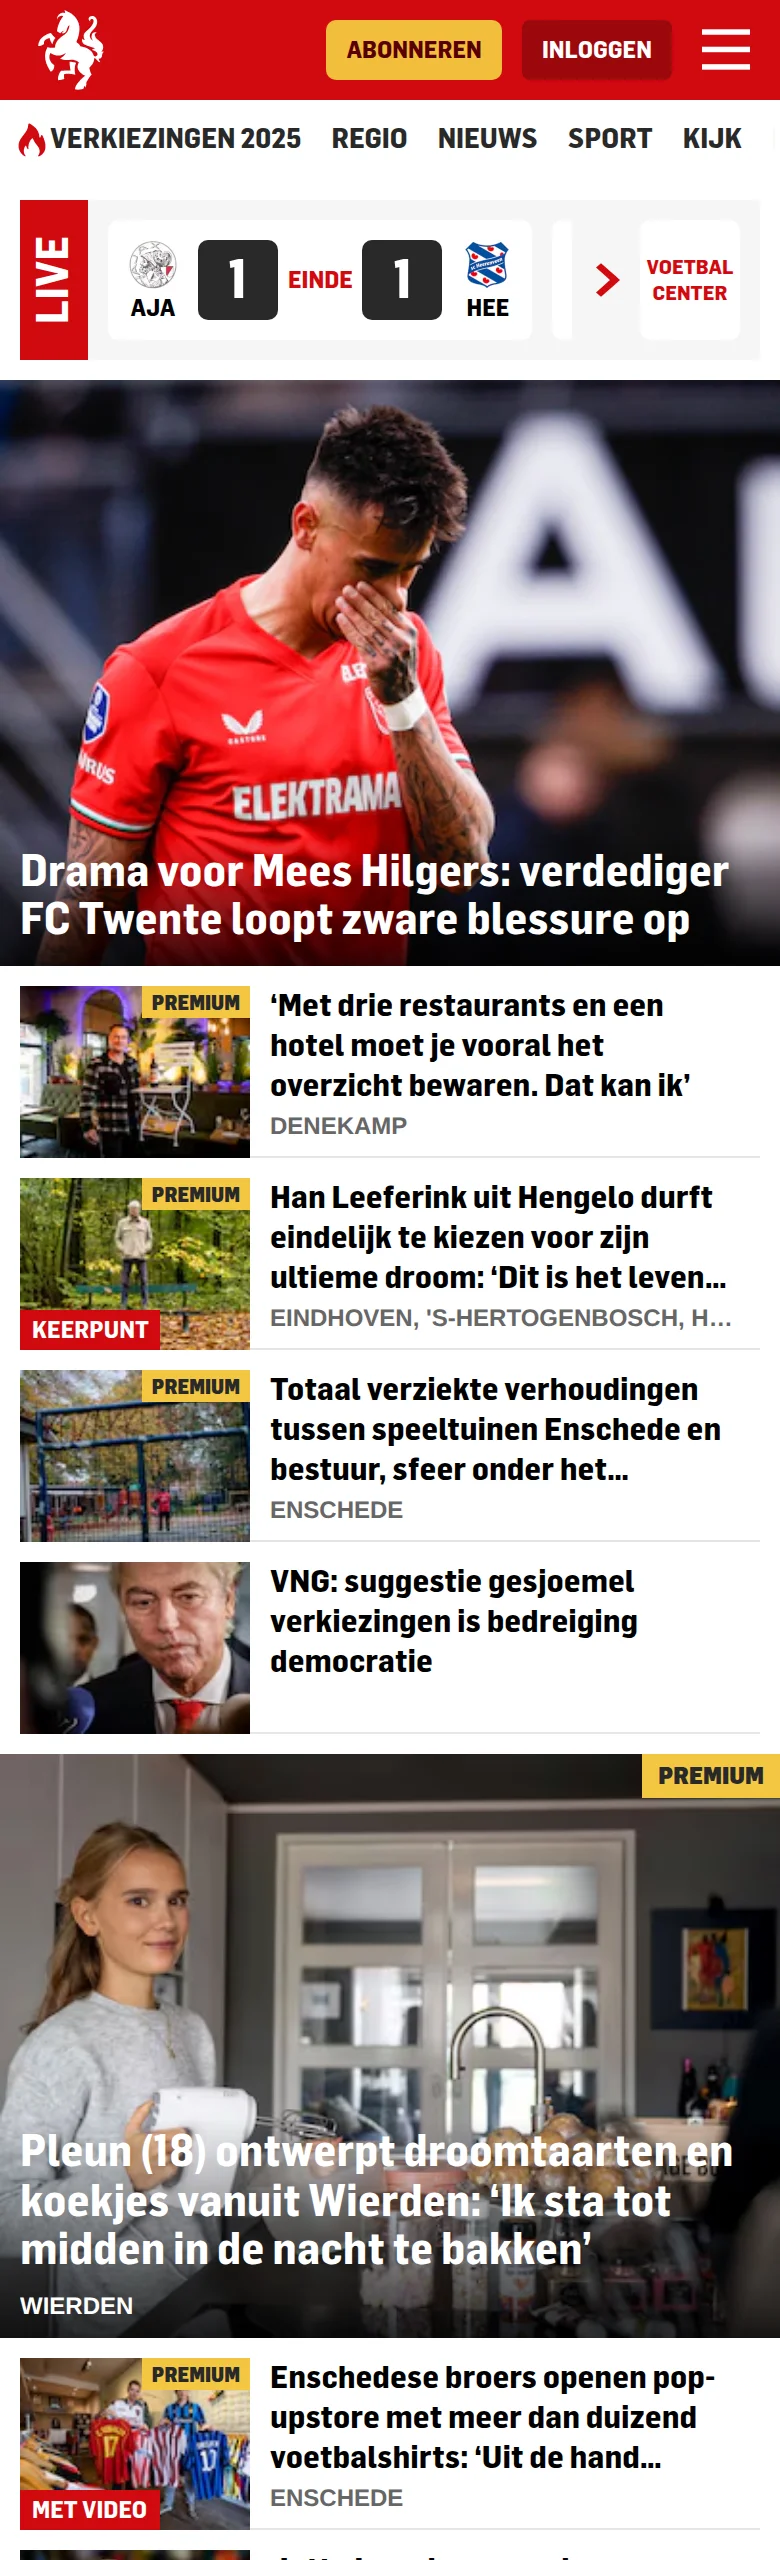 ABONNEREN
INLOGGEN
VERKIEZINGEN 2025 REGIO NIEUWS SPORT KIJK
LIVE
AJA
1
EINDE
1
HEE
VOETBAL
CENTER
CASTORE
ELEKTRAMA
Drama voor Mees Hilgers: verdediger
FC Twente loopt zware blessure op
PREMIUM
‘Met drie restaurants en een
hotel moet je vooral het
overzicht bewaren. Dat kan ik’
DENEKAMP
PREMIUM
KEERPUNT
Han Leeferink uit Hengelo durft
eindelijk te kiezen voor zijn
ultieme droom: ‘Dit is het leven...
EINDHOVEN, 'S-HERTOGENBOSCH, H...
PREMIUM
Totaal verziekte verhoudingen
tussen speeltuinen Enschede en
bestuur, sfeer onder het...
ENSCHEDE
VNG: suggestie gesjoemel
verkiezingen is bedreiging
democratie
PREMIUM
Pleun (18) ontwerpt droomtaarten en
koekjes vanuit Wierden: ‘Ik sta tot
midden in de nacht te bakken’
WIERDEN
PREMIUM
MET VIDEO
Enschedese broers openen pop-
upstore met meer dan duizend
voetbalshirts: ‘Uit de hand...
ENSCHEDE